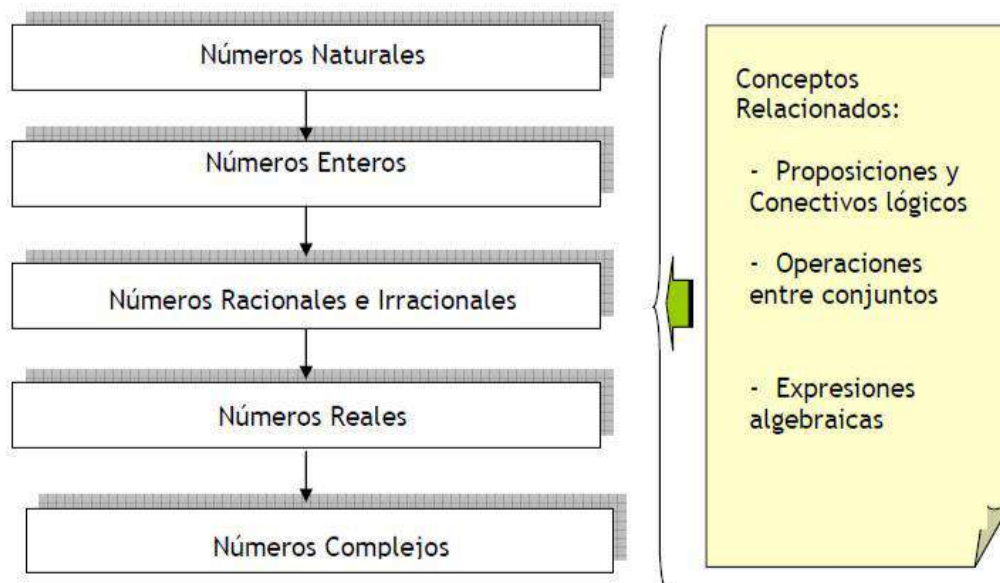 Números Naturales
Números Enteros
Números Racionales e Irracionales
Números Reales
Números Complejos
Conceptos
Relacionados:
- Proposiciones y
Conectivos lógicos
- Operaciones
entre conjuntos
- Expresiones
algebraicas